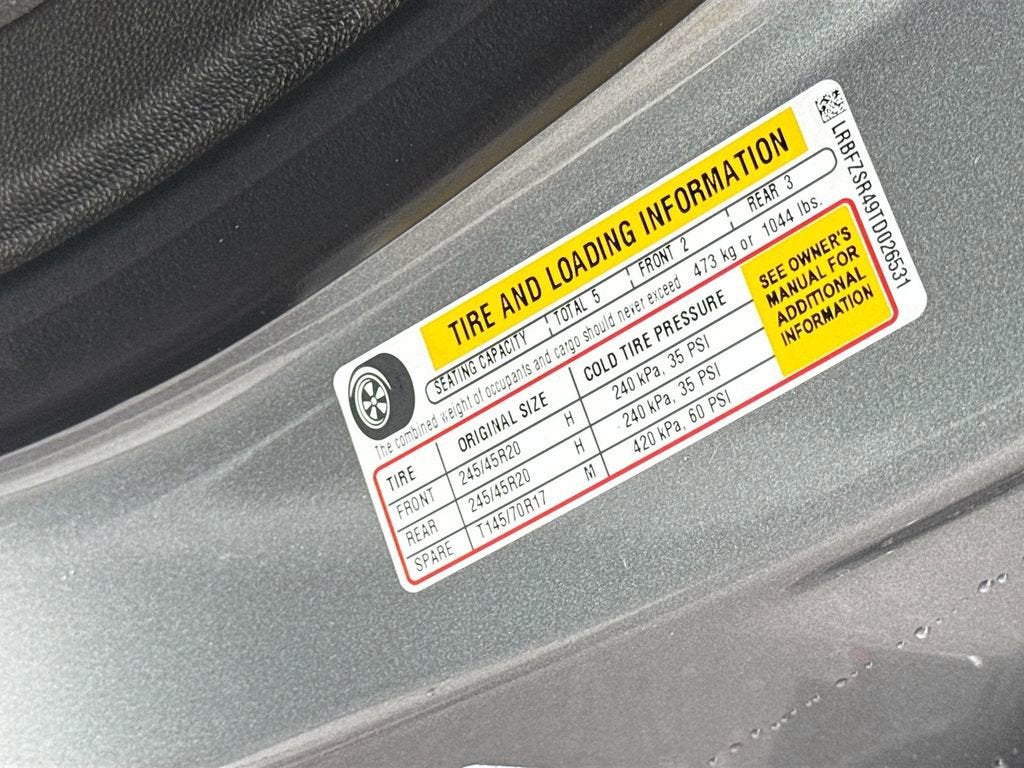 TIRE AND LOADING INFORMATION
SEATING CAPACITY TOTAL 5 FRONT 2 REAR 3
The combined weight of occupants and cargo should never exceed 473 kg or 1044 lbs.
TIRE ORIGINAL SIZE COLD TIRE PRESSURE
FRONT 245/45R20 H 240 kPa, 35 PSI
REAR 245/45R20 H 240 kPa, 35 PSI
SPARE T145/70R17 M 420 kPa, 60 PSI
SEE OWNER'S
MANUAL FOR
ADDITIONAL
INFORMATION
LRBFZSR49TD026531